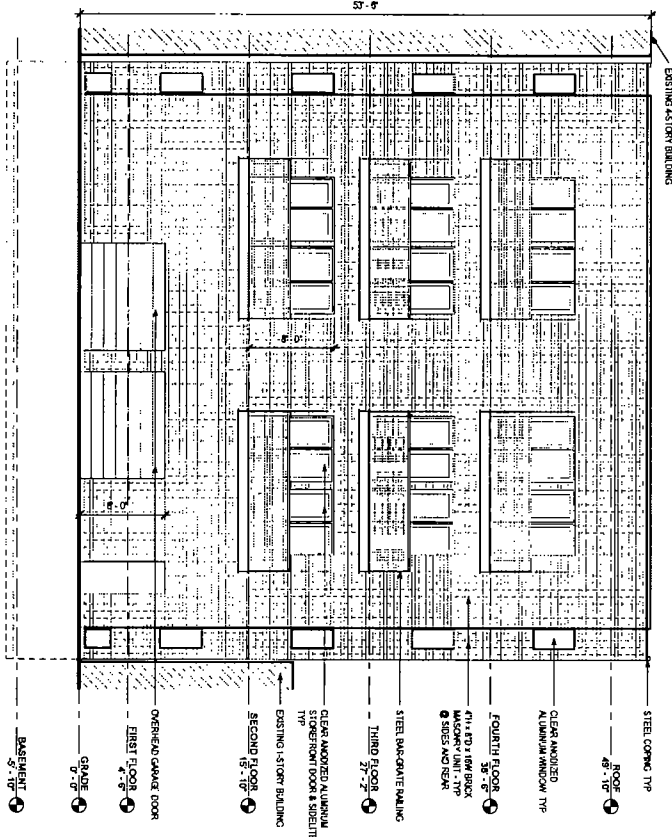 53'-6"
EXISTING 4-STORY BUILDING
STEEL COPING TYP
ROOF
49'-10"
CLEAR ANODIZED
ALUMINUM WINDOW TYP
FOURTH FLOOR
38'-6"
4"H x 8"D x 16"W BRICK
MASONRY UNIT - TYP
@ SIDES AND REAR
STEEL BAR-GRATE RAILING
THIRD FLOOR
27'-2"
CLEAR ANODIZED ALUMINUM
STOREFRONT DOOR & SIDELITE
TYP
EXISTING 1-STORY BUILDING
SECOND FLOOR
15'-10"
8'-0"
OVERHEAD GARAGE DOOR
FIRST FLOOR
4'-6"
8'-0"
GRADE
0'-0"
BASEMENT
-5'-10"